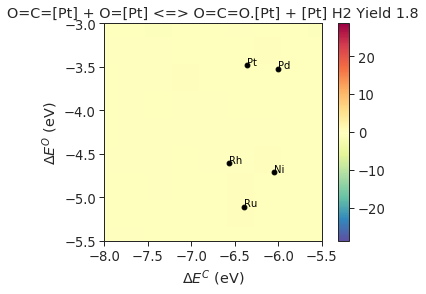 O=C=[Pt] + O=[Pt] <=> O=C=O.[Pt] + [Pt] H2 Yield 1.8
−3.0
−3.5
−4.0
−4.5
−5.0
−5.5
ΔE^O (eV)
Pt
Pd
Rh
Ni
Ru
−8.0 −7.5 −7.0 −6.5 −6.0 −5.5
ΔE^C (eV)
20
10
0
−10
−20